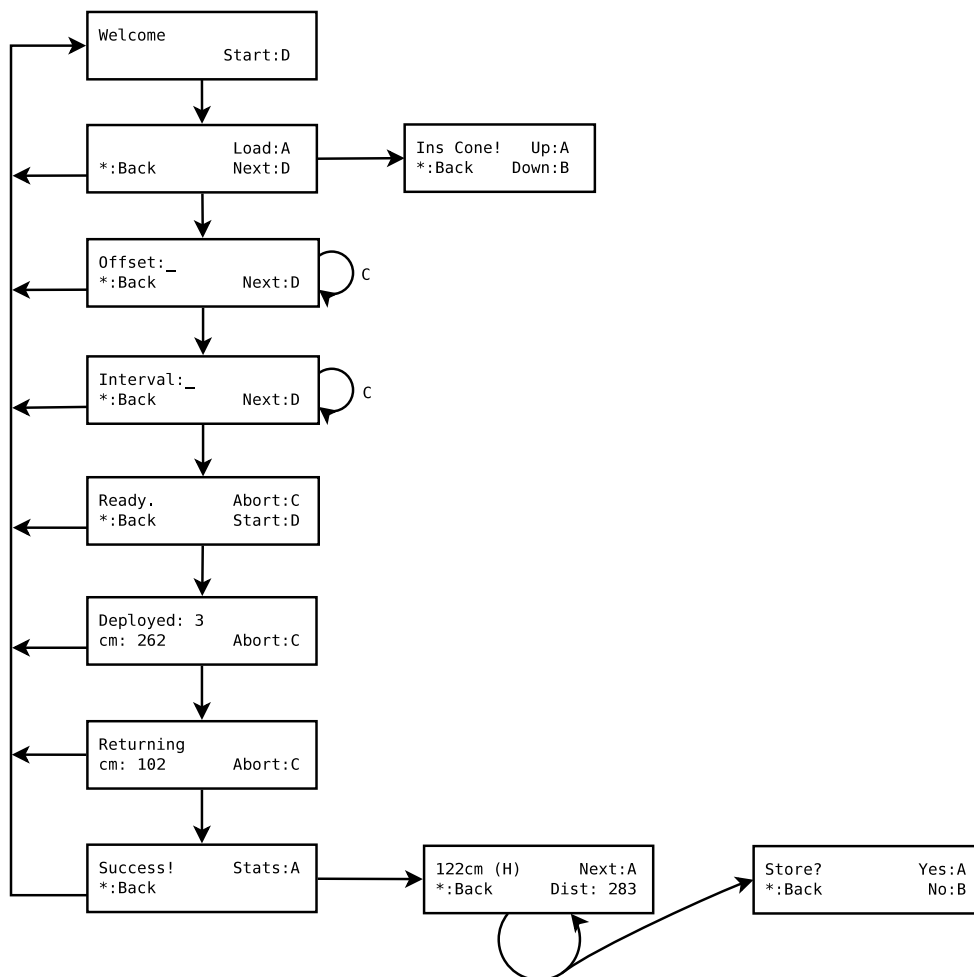 Welcome
Start:D
Load:A
*:Back Next:D
Ins Cone! Up:A
*:Back Down:B
Offset:_
*:Back Next:D
C
Interval:_
*:Back Next:D
C
Ready. Abort:C
*:Back Start:D
Deployed: 3
cm: 262 Abort:C
Returning
cm: 102 Abort:C
Success! Stats:A
*:Back
122cm (H) Next:A
*:Back Dist: 283
Store? Yes:A
*:Back No:B